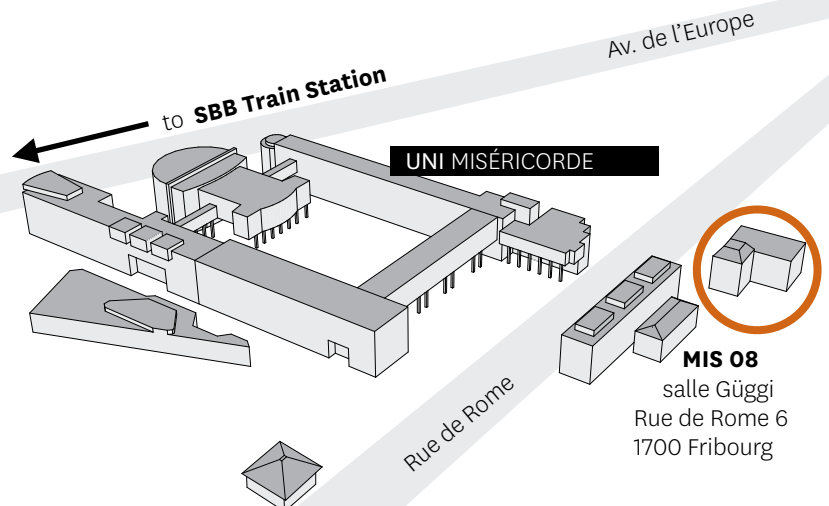 Av. de l'Europe
to SBB Train Station
UNI MISÉRICORDE
MIS 08
salle Güggi
Rue de Rome 6
1700 Fribourg
Rue de Rome